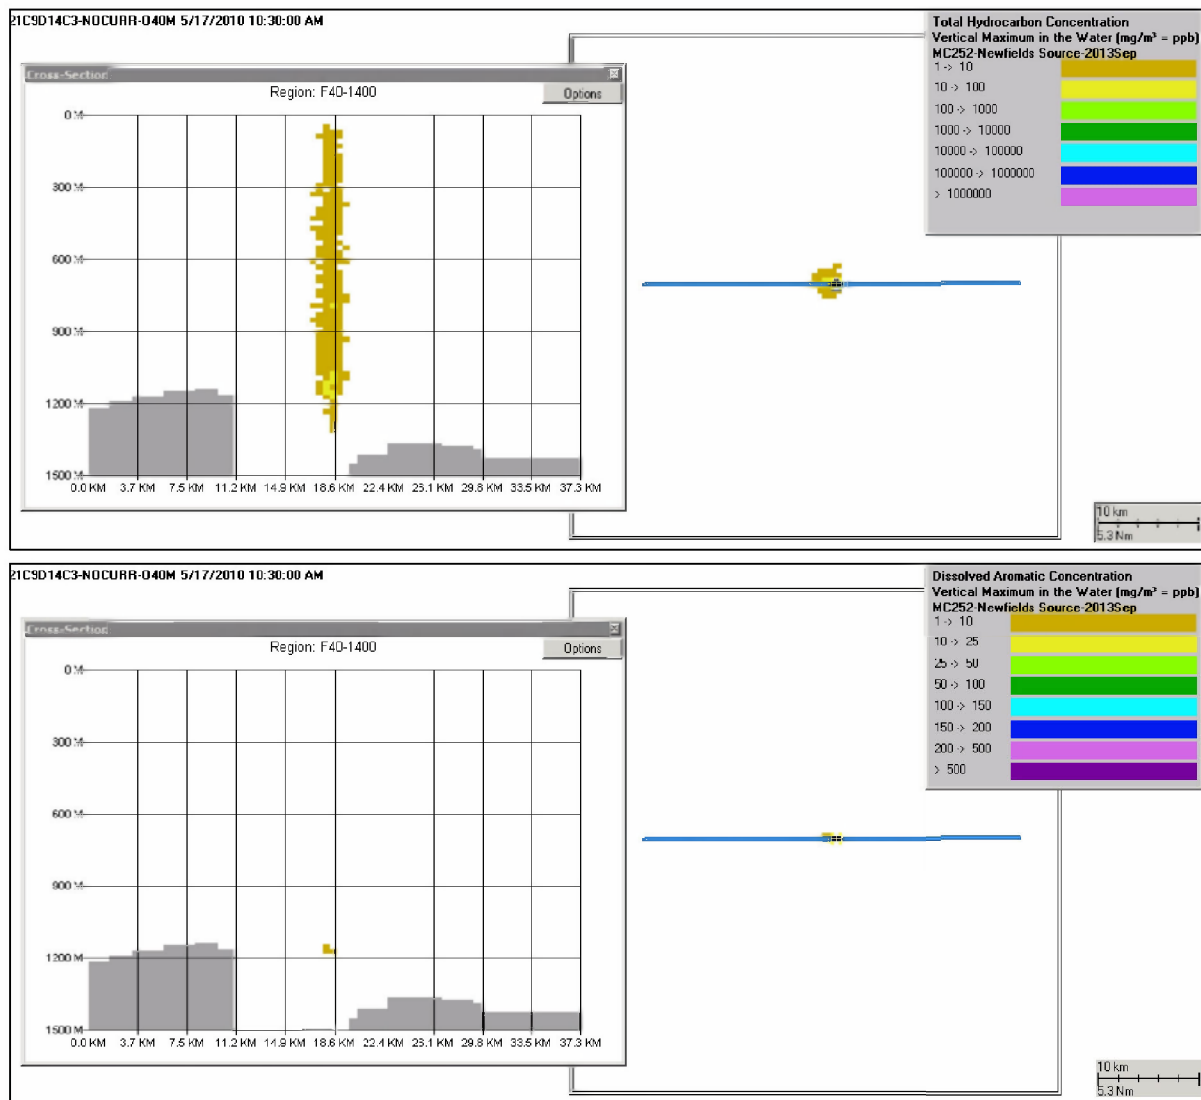 21C9D14C3-NOCURR-O40M 5/17/2010 10:30:00 AM
Total Hydrocarbon Concentration
Vertical Maximum in the Water (mg/m³ = ppb)
MC252-Newfields Source-2013Sep
1 -> 10
10 -> 100
100 -> 1000
1000 -> 10000
10000 -> 100000
100000 -> 1000000
> 1000000
Cross-Section
Region: F40-1400
Options
0 M
300 M
600 M
900 M
1200 M
1500 M
0.0 KM 3.7 KM 7.5 KM 11.2 KM 14.9 KM 18.6 KM 22.4 KM 26.1 KM 29.8 KM 33.5 KM 37.3 KM
10 km
5.3 Nm
21C9D14C3-NOCURR-O40M 5/17/2010 10:30:00 AM
Dissolved Aromatic Concentration
Vertical Maximum in the Water (mg/m³ = ppb)
MC252-Newfields Source-2013Sep
1 -> 10
10 -> 25
25 -> 50
50 -> 100
100 -> 150
150 -> 200
200 -> 500
> 500
Cross-Section
Region: F40-1400
Options
0 M
300 M
600 M
900 M
1200 M
1500 M
0.0 KM 3.7 KM 7.5 KM 11.2 KM 14.9 KM 18.6 KM 22.4 KM 26.1 KM 29.8 KM 33.5 KM 37.3 KM
10 km
5.3 Nm